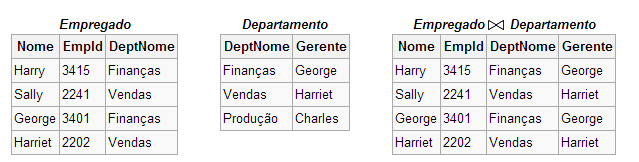 Empregado Departamento Empregado ⋈ Departamento
Nome EmpId DeptNome DeptNome Gerente Nome EmpId DeptNome Gerente
Harry 3415 Finanças Finanças George Harry 3415 Finanças George
Sally 2241 Vendas Vendas Harriet Sally 2241 Vendas Harriet
George 3401 Finanças Produção Charles George 3401 Finanças George
Harriet 2202 Vendas Harriet 2202 Vendas Harriet